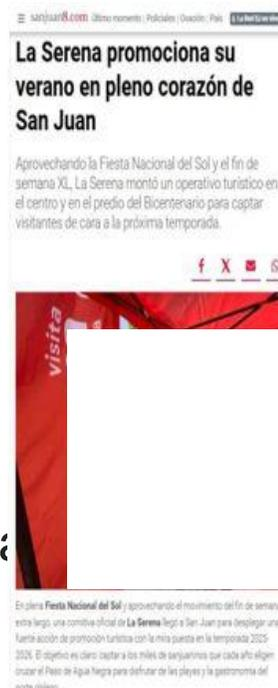 sanjuan8.com Último momento | Policiales | Ovación | País
La Serena promociona su
verano en pleno corazón de
San Juan
Aprovechando la Fiesta Nacional del Sol y el fin de
semana XL, La Serena montó un operativo turístico en
el centro y en el predio del Bicentenario para captar
visitantes de cara a la próxima temporada.
visita
En plena Fiesta Nacional del Sol y aprovechando el movimiento del fin de semana
extra largo, una comitiva oficial de La Serena llegó a San Juan para desplegar una
fuerte acción de promoción turística con la mira puesta en la temporada 2025-
2026. El objetivo es claro: captar a los miles de sanjuaninos que cada año eligen
cruzar el Paso de Agua Negra para disfrutar de las playas y la gastronomía del
norte chileno.